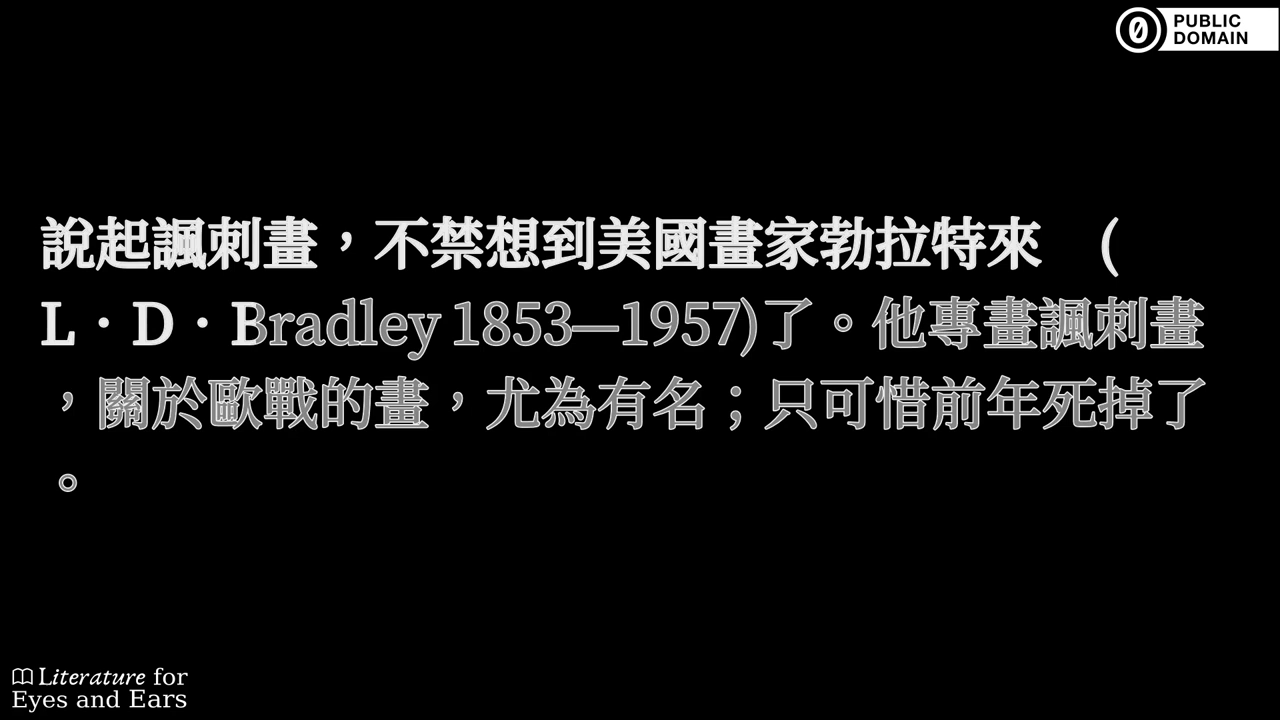 PUBLIC
DOMAIN
說起諷刺畫，不禁想到美國畫家勃拉特來　(
L・D・Bradley 1853—1957)了。他專畫諷刺畫
，關於歐戰的畫，尤為有名；只可惜前年死掉了
。
Literature for
Eyes and Ears